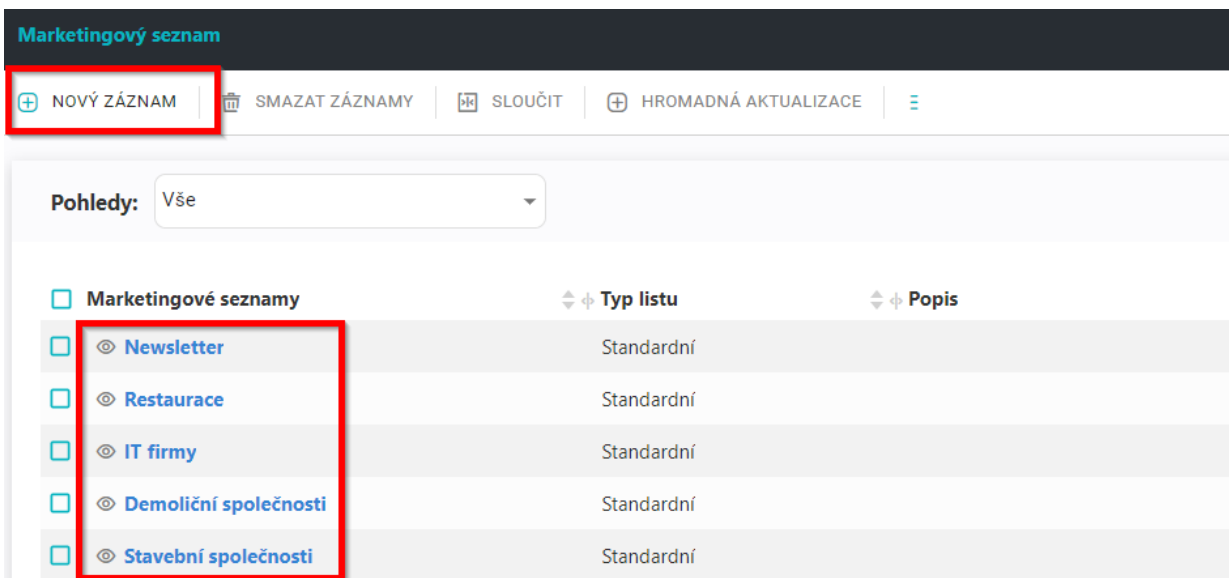 Marketingový seznam
NOVÝ ZÁZNAM SMAZAT ZÁZNAMY SLOUČIT HROMADNÁ AKTUALIZACE
Pohledy: Vše
Marketingové seznamy Typ listu Popis
Newsletter Standardní
Restaurace Standardní
IT firmy Standardní
Demoliční společnosti Standardní
Stavební společnosti Standardní